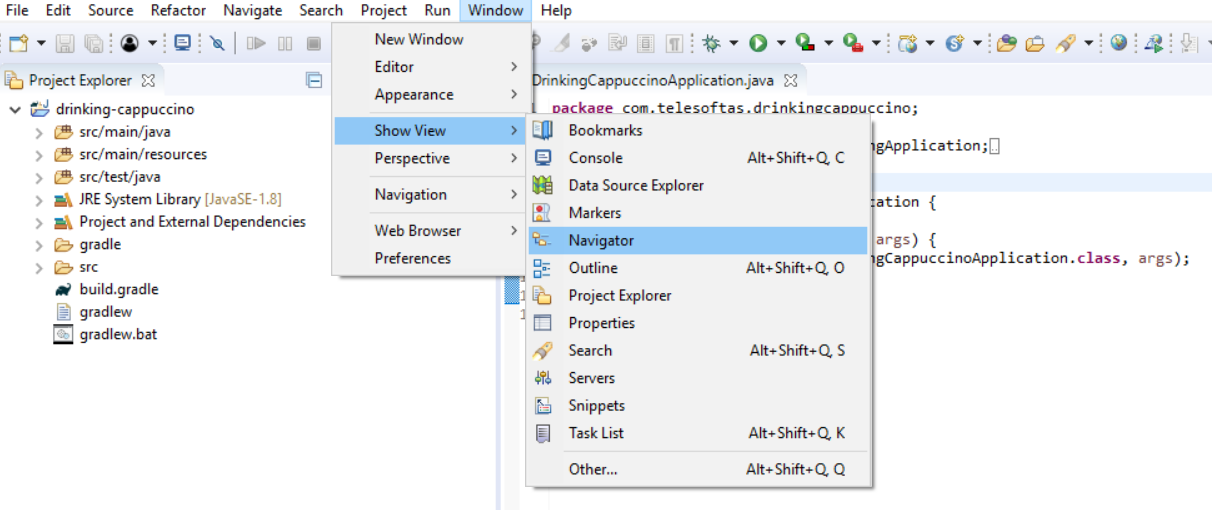 File Edit Source Refactor Navigate Search Project Run Window Help
Project Explorer
drinking-cappuccino
src/main/java
src/main/resources
src/test/java
JRE System Library [JavaSE-1.8]
Project and External Dependencies
gradle
src
build.gradle
gradlew
gradlew.bat
New Window
Editor
Appearance
Show View
Perspective
Navigation
Web Browser
Preferences
Bookmarks
Console Alt+Shift+Q, C
Data Source Explorer
Markers
Navigator
Outline Alt+Shift+Q, O
Project Explorer
Properties
Search Alt+Shift+Q, S
Servers
Snippets
Task List Alt+Shift+Q, K
Other... Alt+Shift+Q, Q
DrinkingCappuccinoApplication.java
package com.telesoftas.drinkingcappuccino;
ngApplication;
cation {
args) {
ngCappuccinoApplication.class, args);